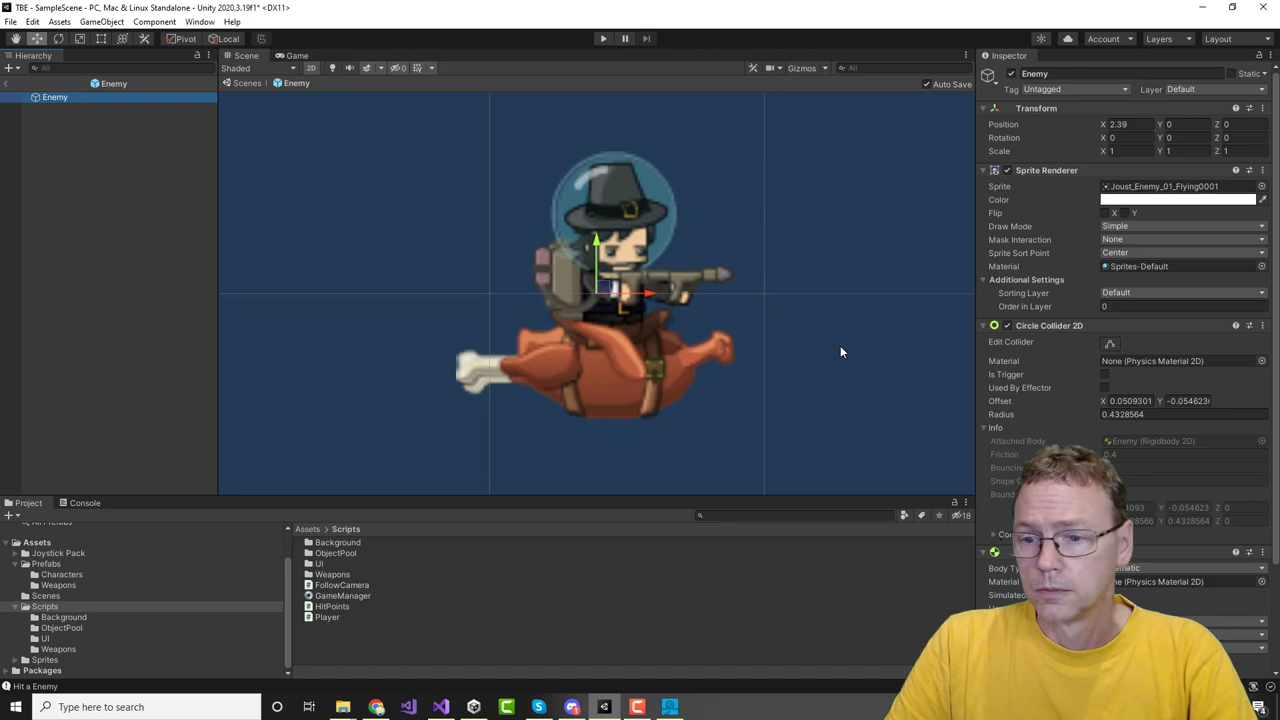 TBE - SampleScene - PC, Mac & Linux Standalone - Unity 2020.3.19f1* <DX11>
File Edit Assets GameObject Component Window Help
Pivot Local Account Layers Layout
Hierarchy Scene Game Inspector
All Shaded 2D 0 Gizmos All
Enemy Scenes Enemy Auto Save
Enemy
Enemy Static
Tag Untagged Layer Default
Transform
Position X 2.39 Y 0 Z 0
Rotation X 0 Y 0 Z 0
Scale X 1 Y 1 Z 1
Sprite Renderer
Sprite Joust_Enemy_01_Flying0001
Color
Flip X Y
Draw Mode Simple
Mask Interaction None
Sprite Sort Point Center
Material Sprites-Default
Additional Settings
Sorting Layer Default
Order in Layer 0
Circle Collider 2D
Edit Collider
Material None (Physics Material 2D)
Is Trigger
Used By Effector
Offset X 0.0509301 Y -0.054623
Radius 0.4328564
Info
Attached Body Enemy (Rigidbody 2D)
Friction 0.4
Project Console
18
Assets > Scripts
Assets
Joystick Pack
Prefabs
Characters
Weapons
Scenes
Scripts
Background
ObjectPool
UI
Weapons
Sprites
Packages
Background
ObjectPool
UI
Weapons
FollowCamera
GameManager
HitPoints
Player
Hit a Enemy
Type here to search